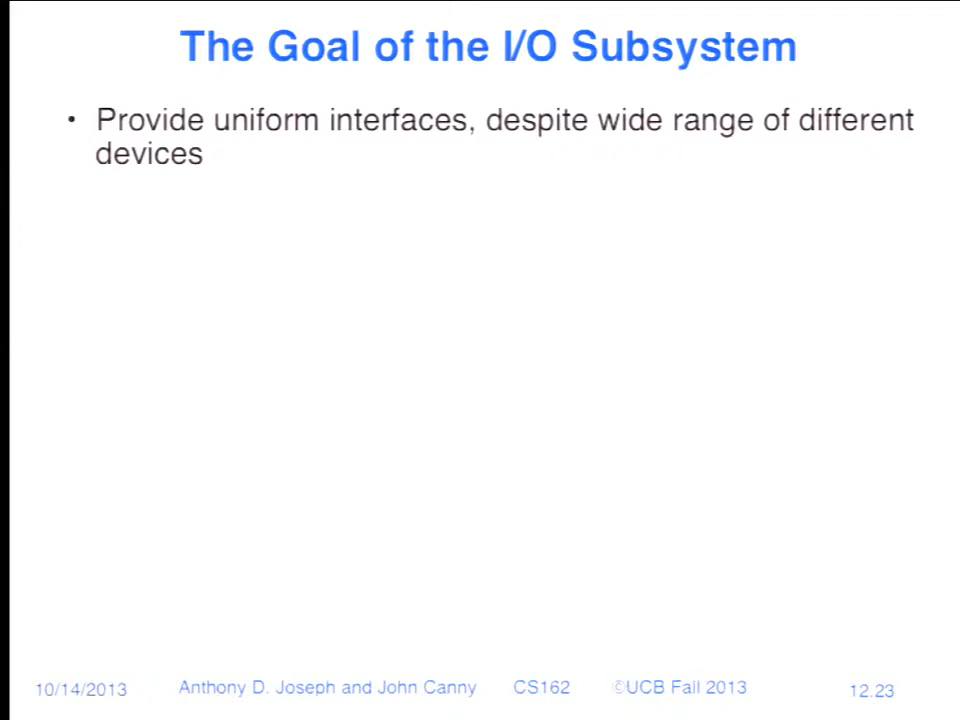 The Goal of the I/O Subsystem
• Provide uniform interfaces, despite wide range of different
devices
10/14/2013 Anthony D. Joseph and John Canny CS162 ©UCB Fall 2013 12.23